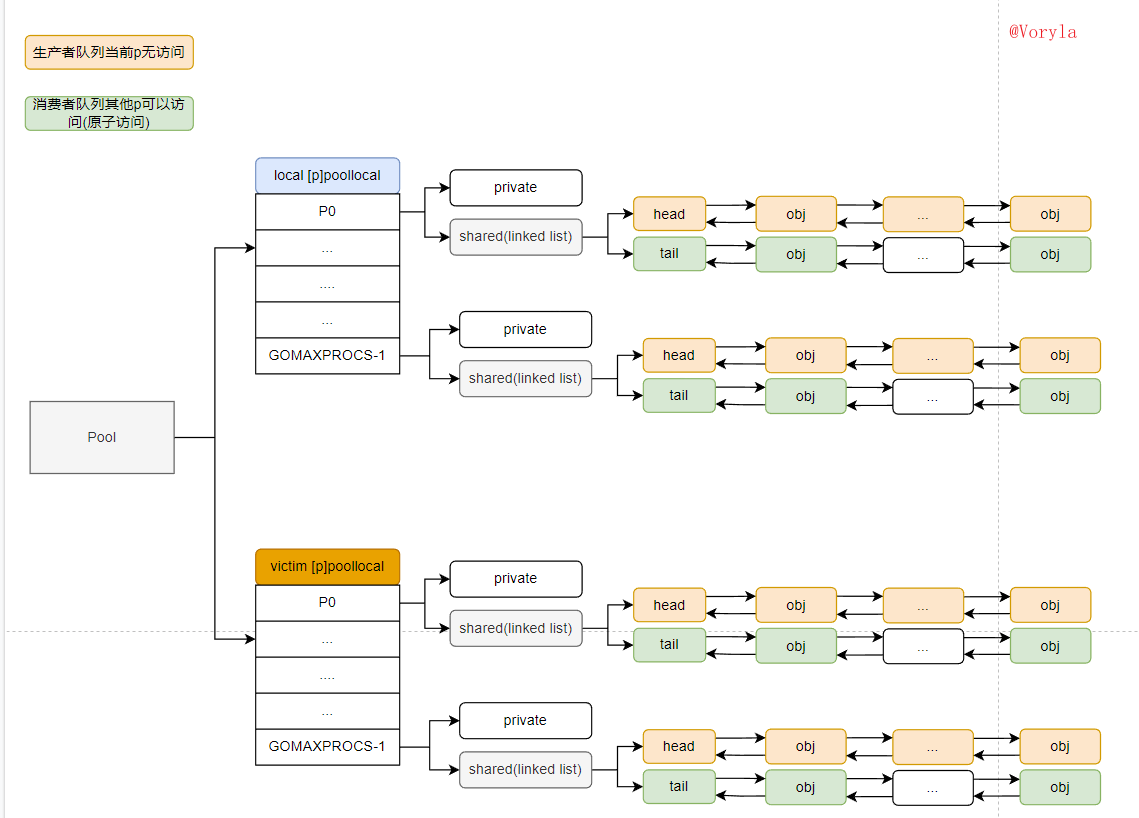 @Voryla
生产者队列当前p无访问
消费者队列其他p可以访
问(原子访问)
local [p]poollocal
P0
...
....
...
GOMAXPROCS-1
private
shared(linked list)
head
obj
...
obj
tail
obj
...
obj
private
shared(linked list)
head
obj
...
obj
tail
obj
...
obj
Pool
victim [p]poollocal
P0
...
....
...
GOMAXPROCS-1
private
shared(linked list)
head
obj
...
obj
tail
obj
...
obj
private
shared(linked list)
head
obj
...
obj
tail
obj
...
obj